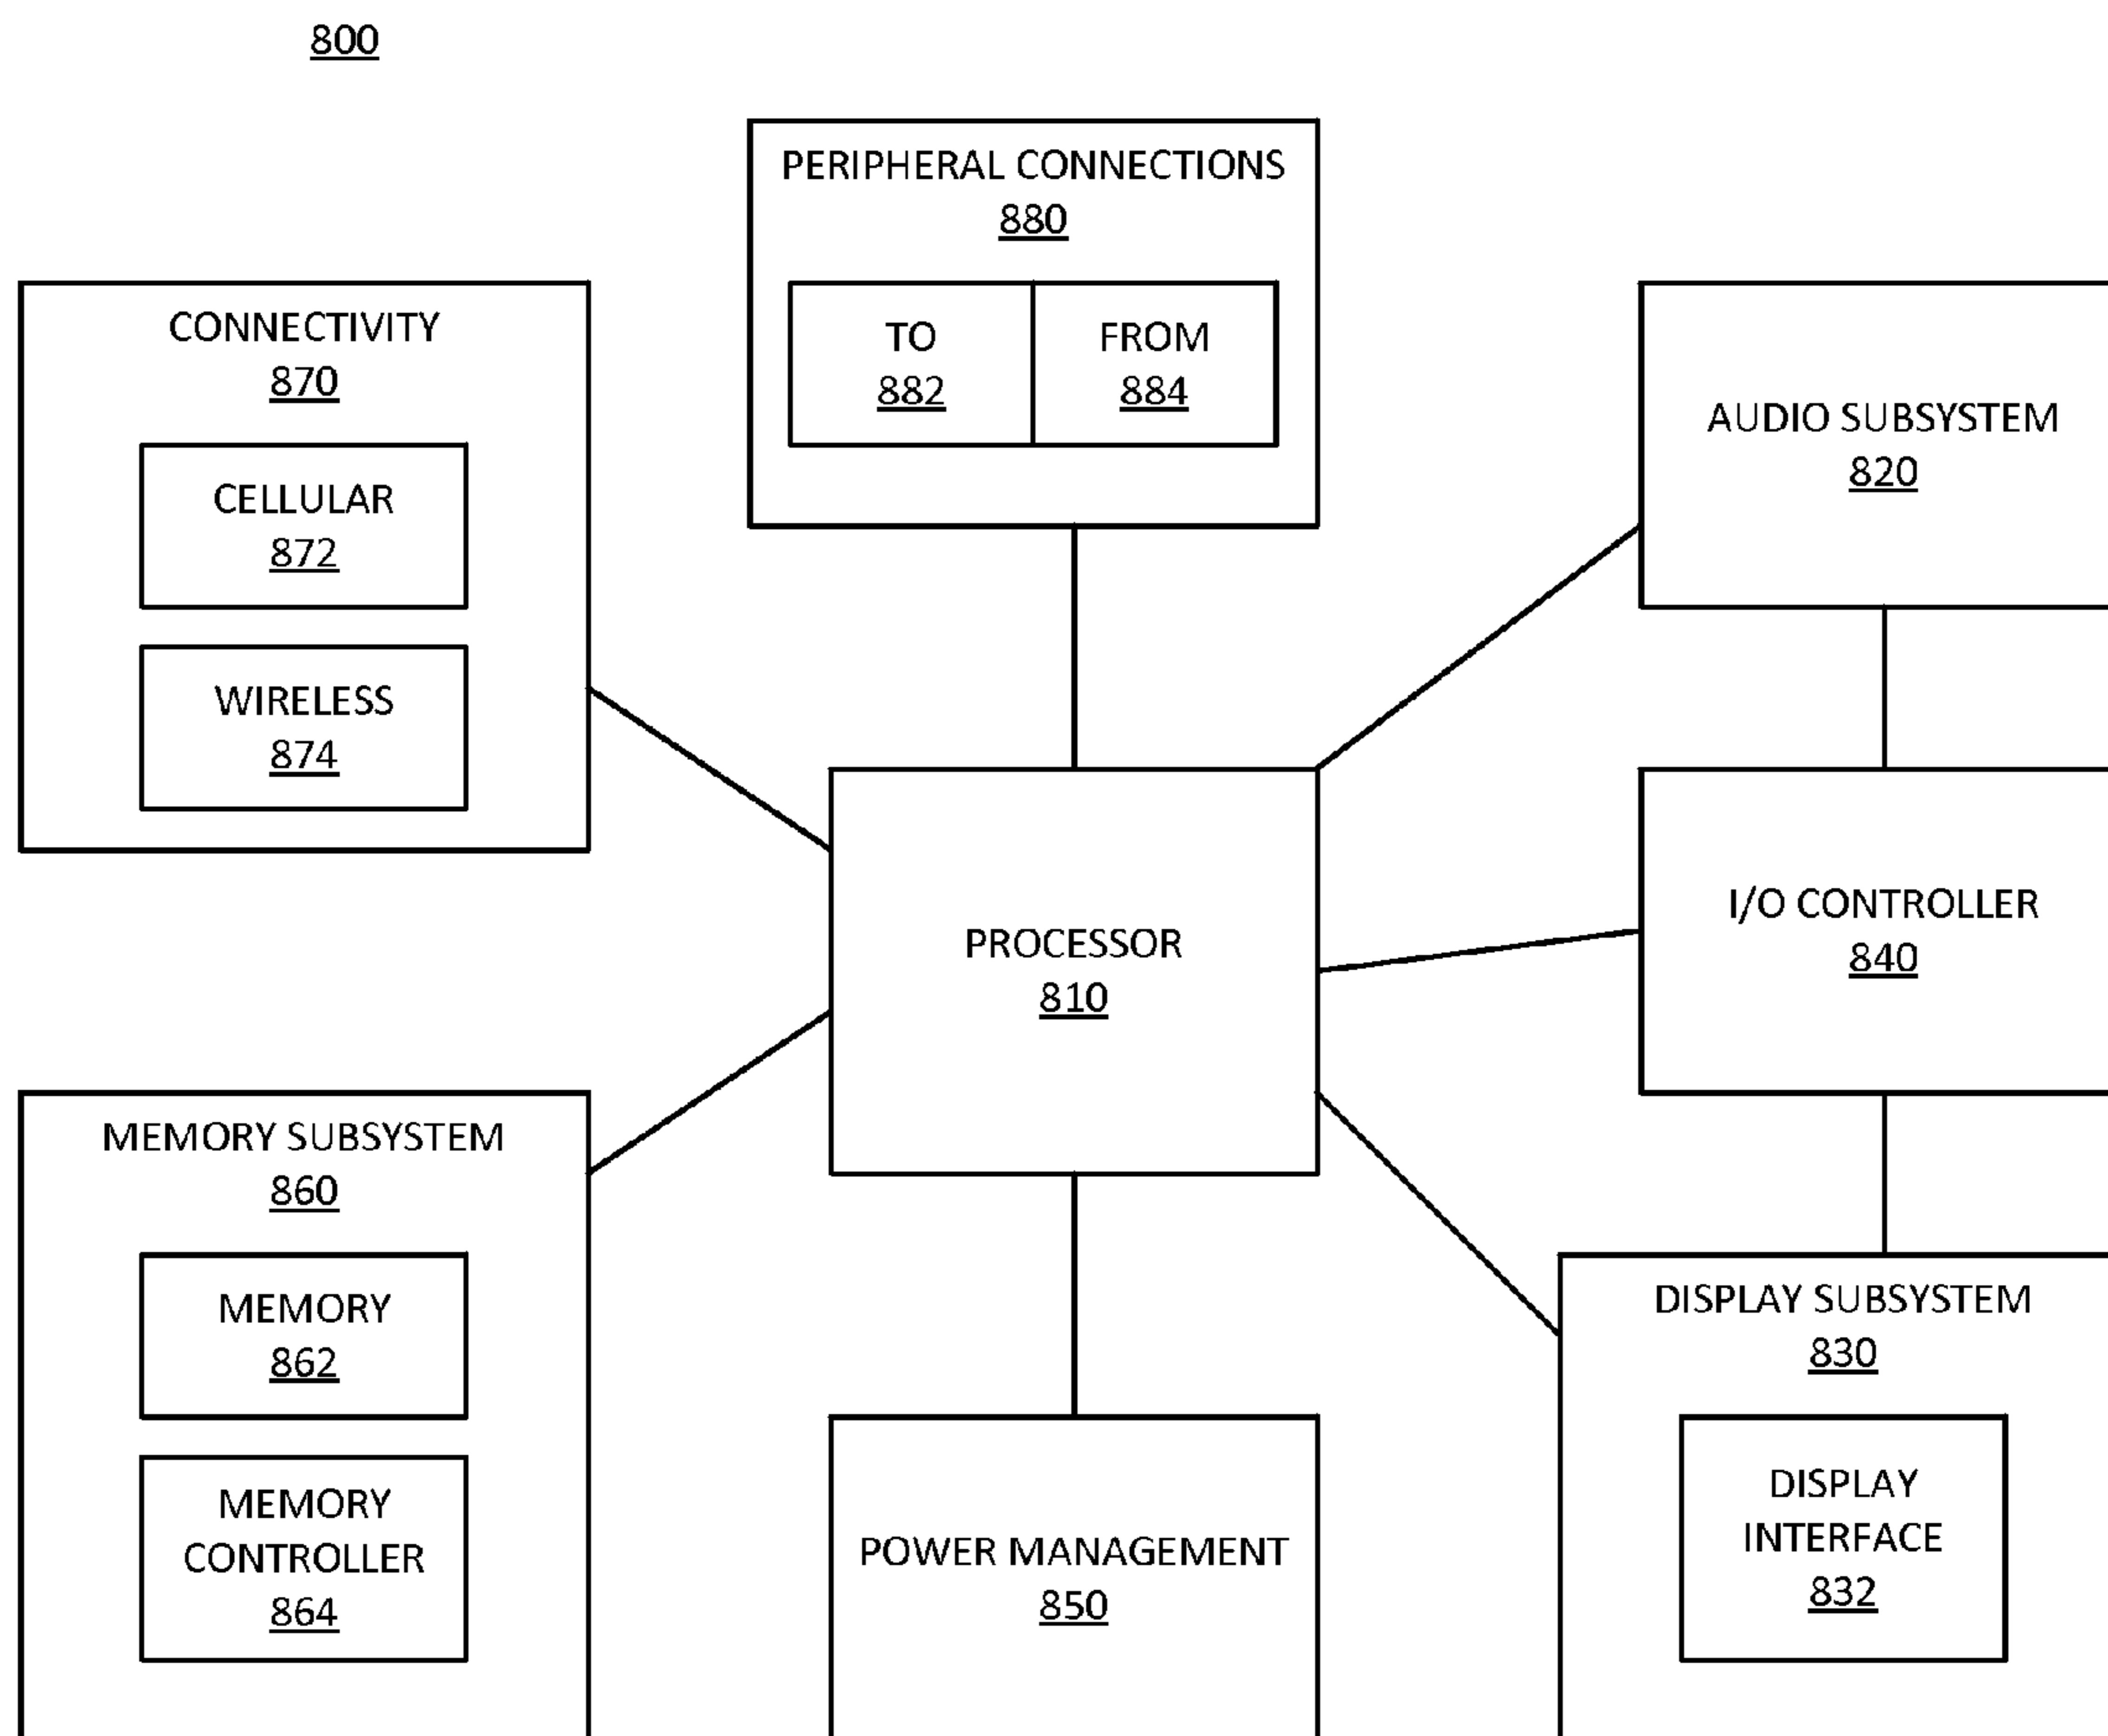 800
PERIPHERAL CONNECTIONS
880
TO
882
FROM
884
CONNECTIVITY
870
CELLULAR
872
WIRELESS
874
AUDIO SUBSYSTEM
820
PROCESSOR
810
I/O CONTROLLER
840
MEMORY SUBSYSTEM
860
MEMORY
862
MEMORY
CONTROLLER
864
POWER MANAGEMENT
850
DISPLAY SUBSYSTEM
830
DISPLAY
INTERFACE
832